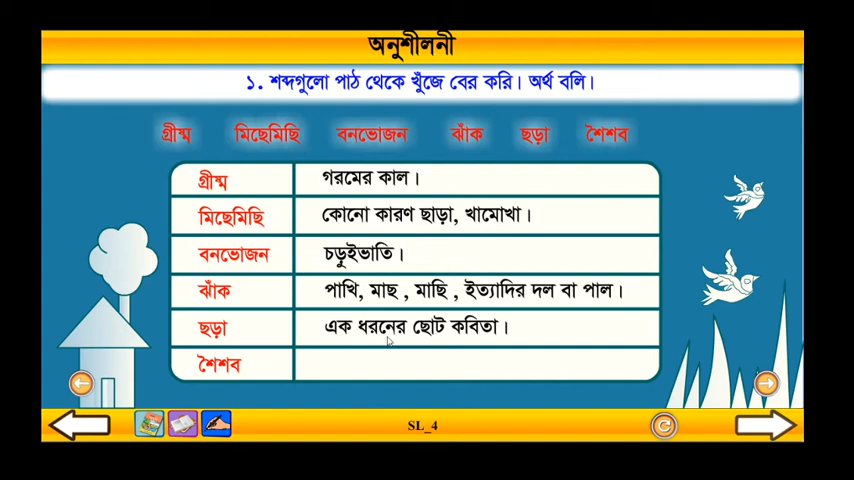 অনুশীলনী
১. শব্দগুলো পাঠ থেকে খুঁজে বের করি। অর্থ বলি।
গ্রীষ্ম মিছেমিছি বনভোজন ঝাঁক ছড়া শৈশব
গ্রীষ্ম গরমের কাল।
মিছেমিছি কোনো কারণ ছাড়া, খামোখা।
বনভোজন চড়ুইভাতি।
ঝাঁক পাখি, মাছ , মাছি , ইত্যাদির দল বা পাল।
ছড়া এক ধরনের ছোট কবিতা।
শৈশব
SL_4